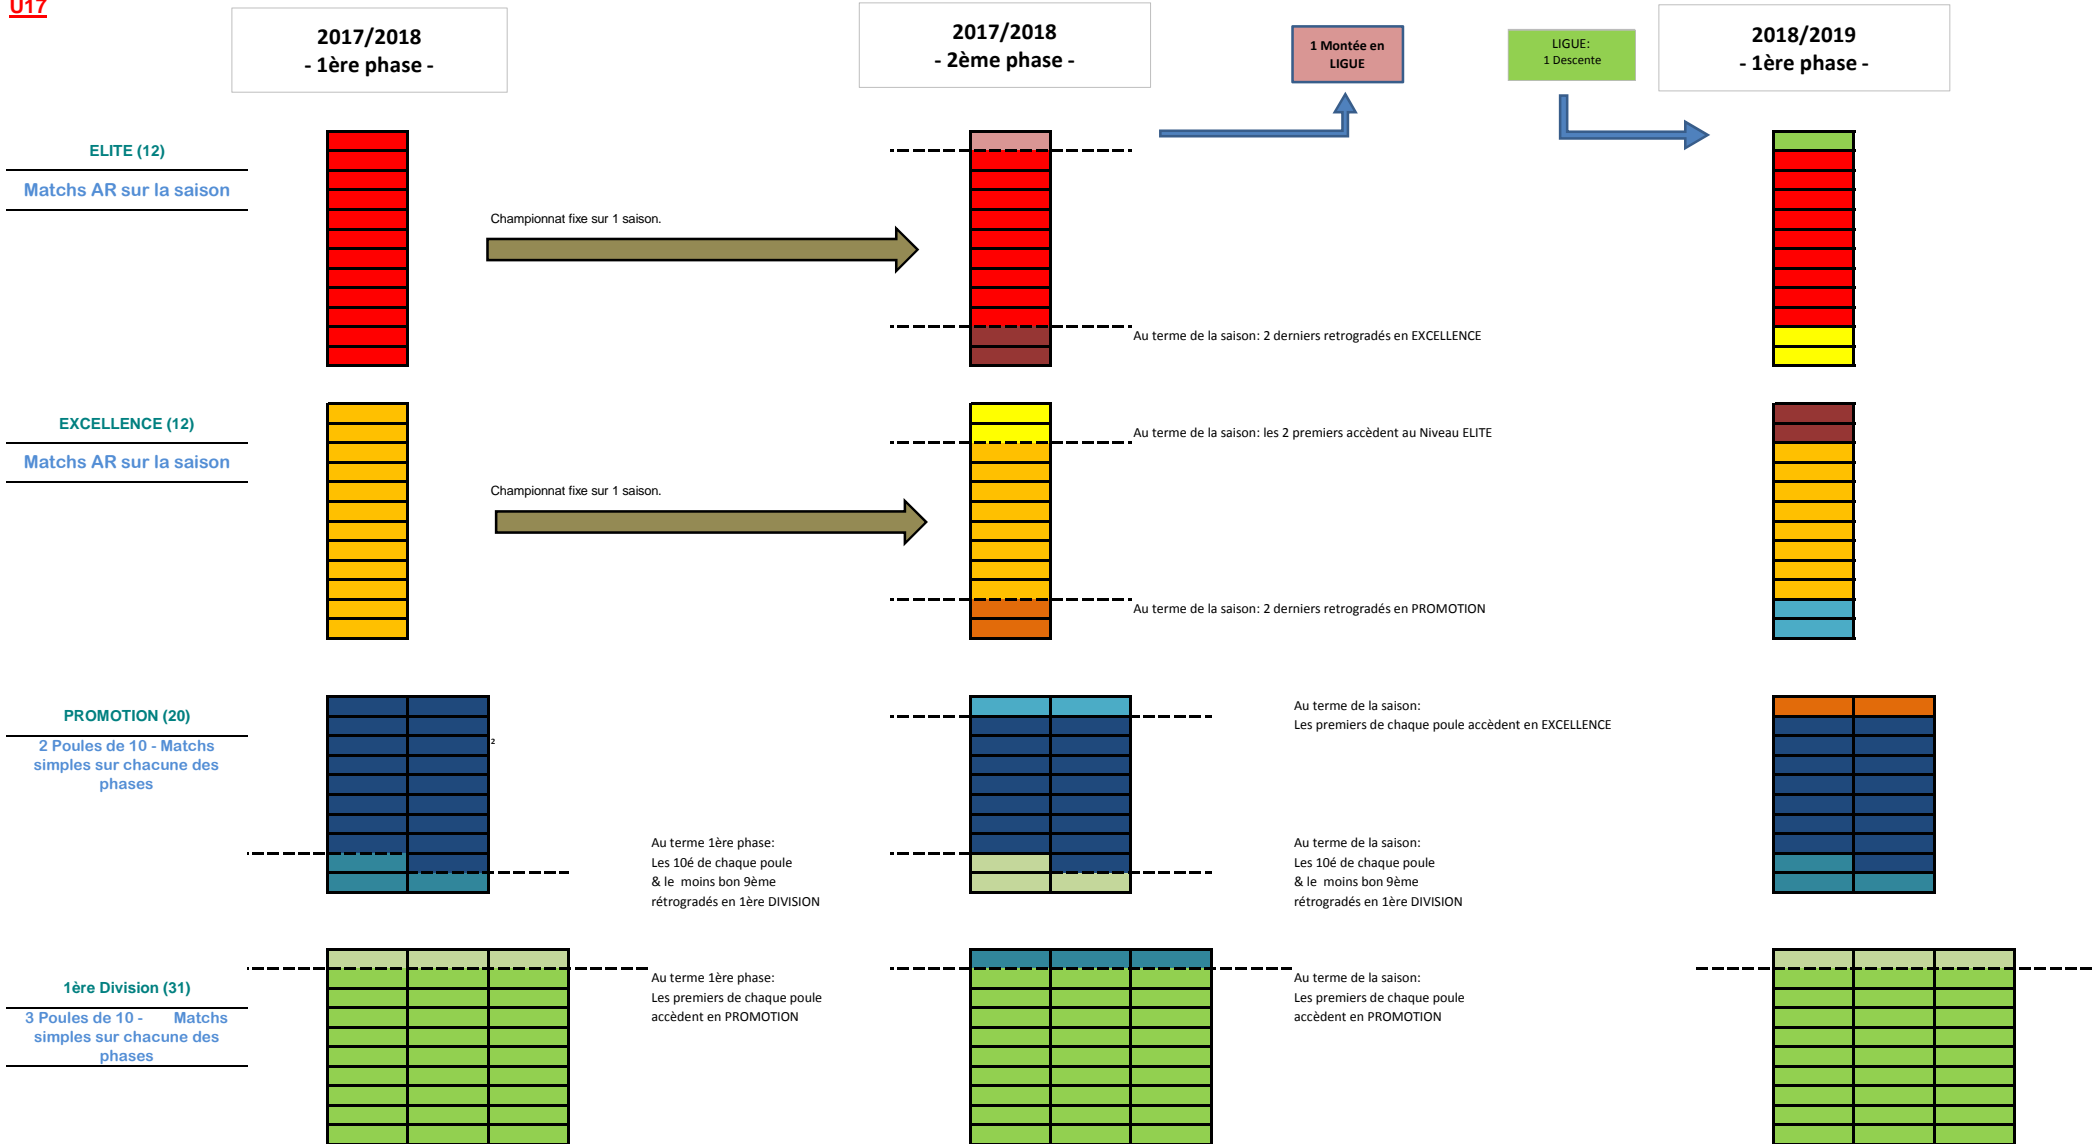 U17
2017/2018
- 1ère phase -
2017/2018
- 2ème phase -
1 Montée en
LIGUE
LIGUE:
1 Descente
2018/2019
- 1ère phase -
ELITE (12)
Matchs AR sur la saison
Championnat fixe sur 1 saison.
Au terme de la saison: 2 derniers retrogradés en EXCELLENCE
EXCELLENCE (12)
Matchs AR sur la saison
Au terme de la saison: les 2 premiers accèdent au Niveau ELITE
Championnat fixe sur 1 saison.
Au terme de la saison: 2 derniers retrogradés en PROMOTION
PROMOTION (20)
2 Poules de 10 - Matchs
simples sur chacune des
phases
2
Au terme de la saison:
Les premiers de chaque poule accèdent en EXCELLENCE
Au terme 1ère phase:
Les 10é de chaque poule
& le  moins bon 9ème
rétrogradés en 1ère DIVISION
Au terme de la saison:
Les 10é de chaque poule
& le  moins bon 9ème
rétrogradés en 1ère DIVISION
1ère Division (31)
3 Poules de 10 -      Matchs
simples sur chacune des
phases
Au terme 1ère phase:
Les premiers de chaque poule
accèdent en PROMOTION
Au terme de la saison:
Les premiers de chaque poule
accèdent en PROMOTION